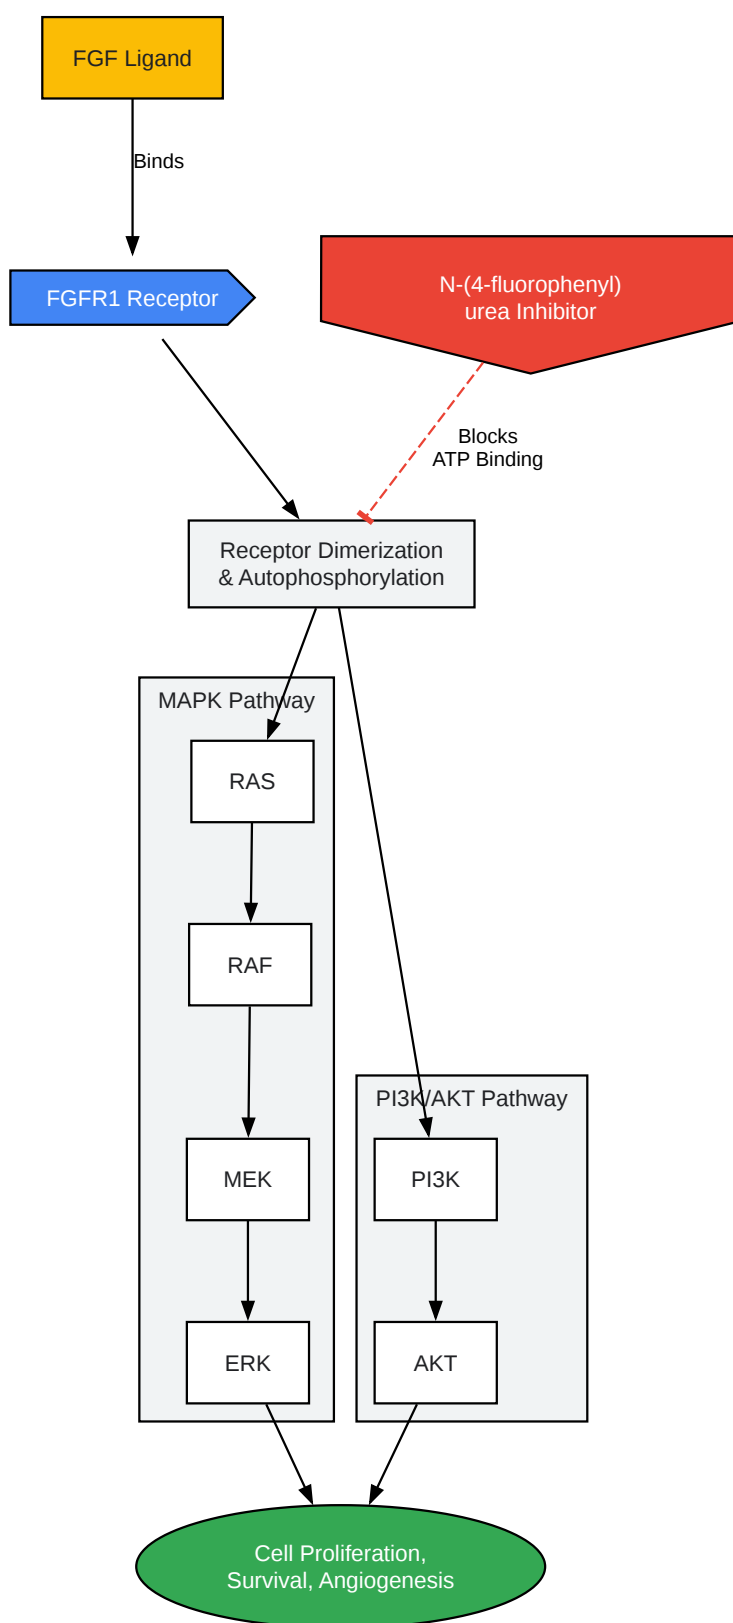 FGF Ligand
Binds
FGFR1 Receptor
N-(4-fluorophenyl)
urea Inhibitor
Blocks
ATP Binding
Receptor Dimerization
& Autophosphorylation
MAPK Pathway
RAS
RAF
MEK
ERK
PI3K/AKT Pathway
PI3K
AKT
Cell Proliferation,
Survival, Angiogenesis